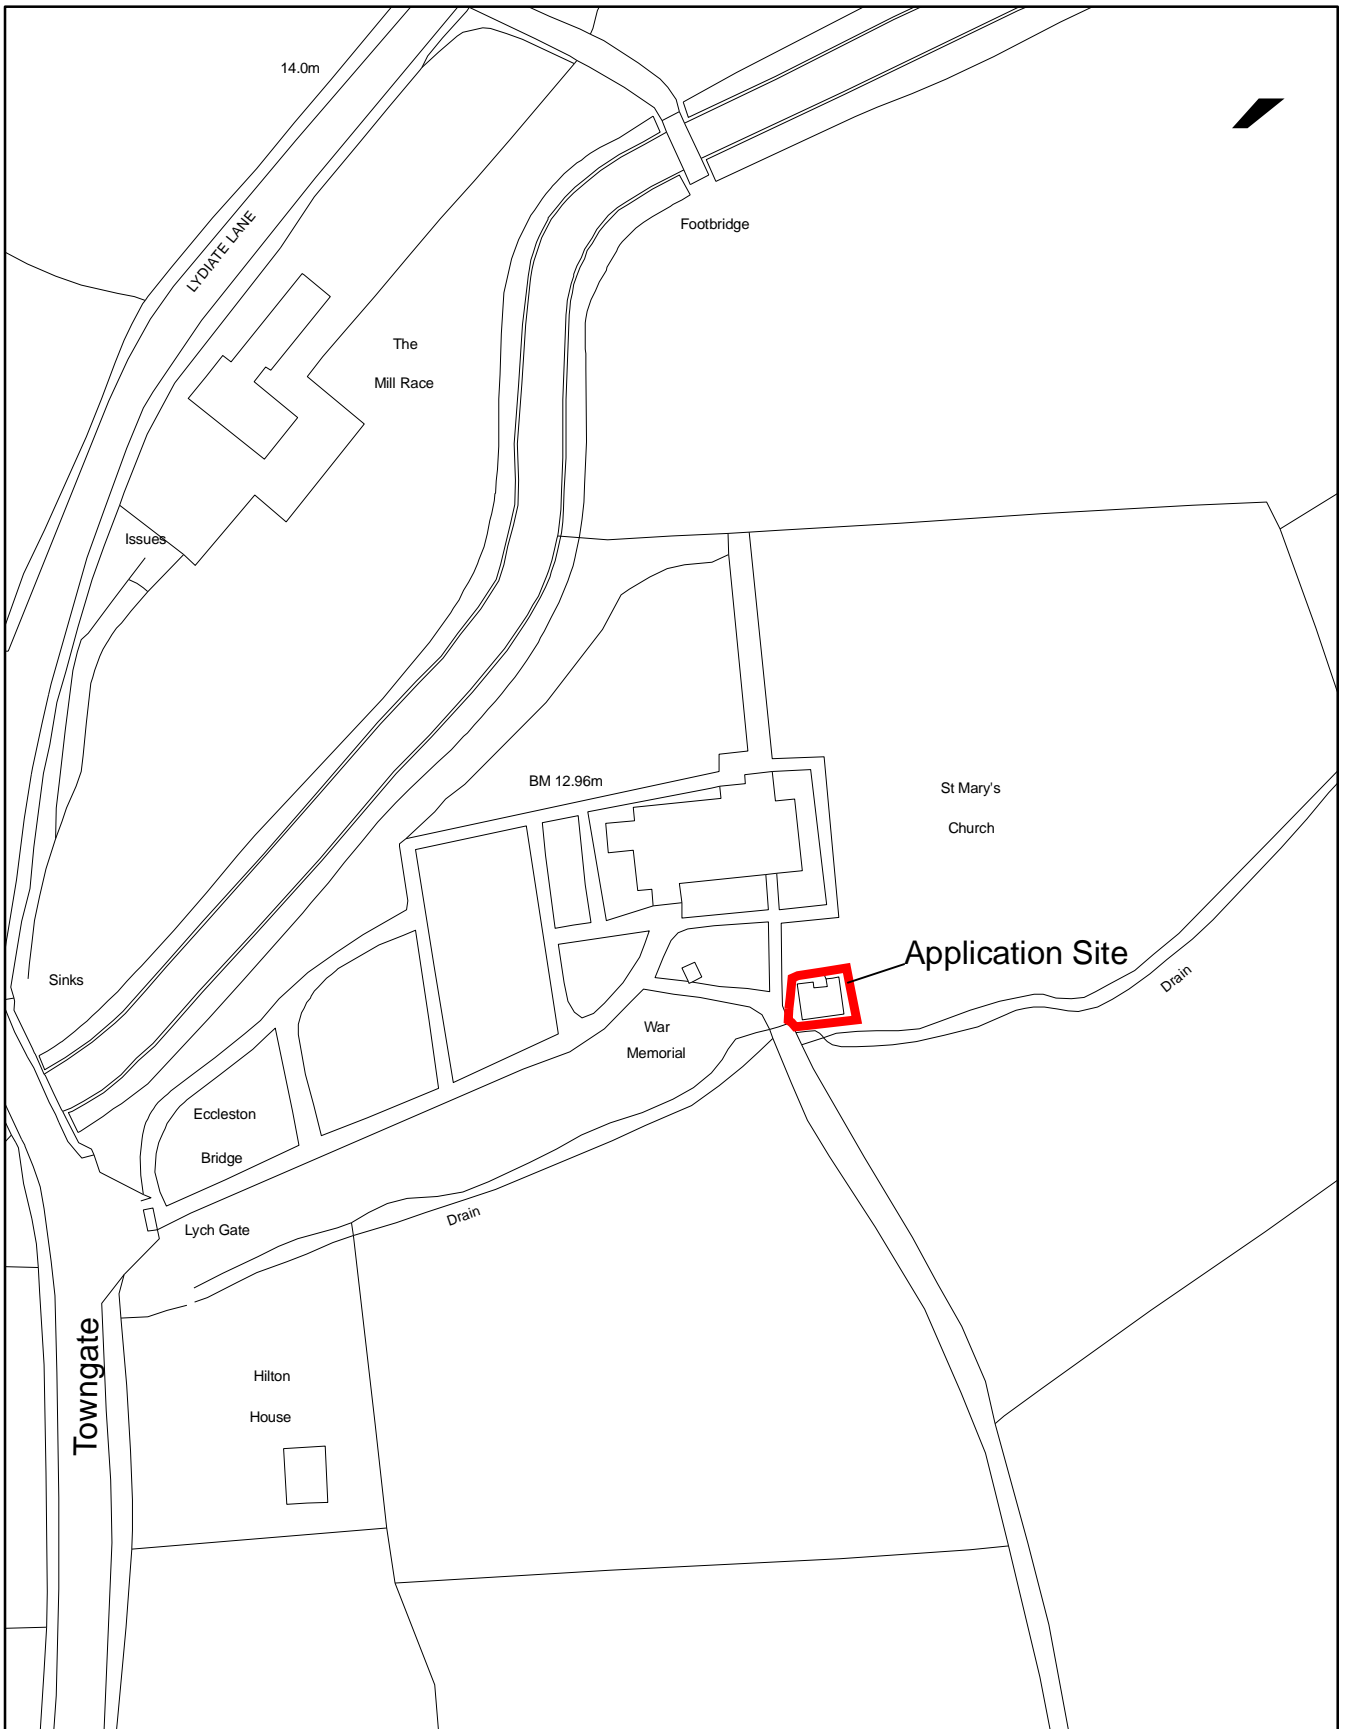 14.0m
LYDIATE LANE
Footbridge
The
Mill Race
Issues
BM 12.96m
St Mary's
Church
Application Site
Sinks
Drain
War
Memorial
Eccleston
Bridge
Lych Gate
Drain
Towngate
Hilton
House